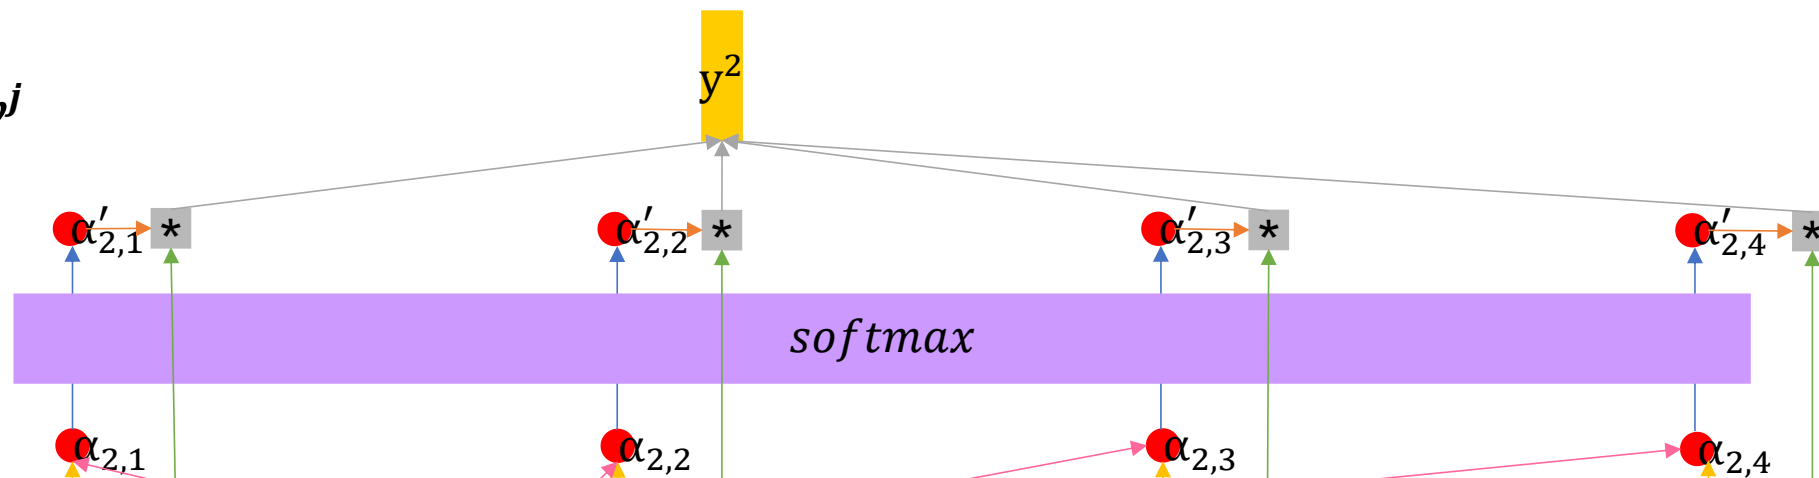 y²
j
α′₂,₁ * α′₂,₂ * α′₂,₃ * α′₂,₄ *
softmax
α₂,₁ α₂,₂ α₂,₃ α₂,₄